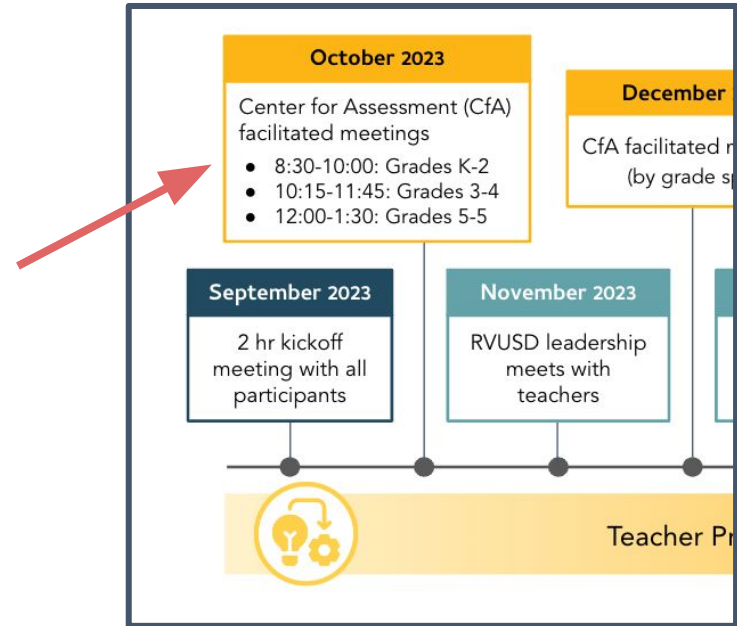 October 2023
Center for Assessment (CfA)
facilitated meetings
● 8:30-10:00: Grades K-2
● 10:15-11:45: Grades 3-4
● 12:00-1:30: Grades 5-5
December
CfA facilitated
(by grade
September 2023
2 hr kickoff
meeting with all
participants
November 2023
RVUSD leadership
meets with
teachers
Teacher